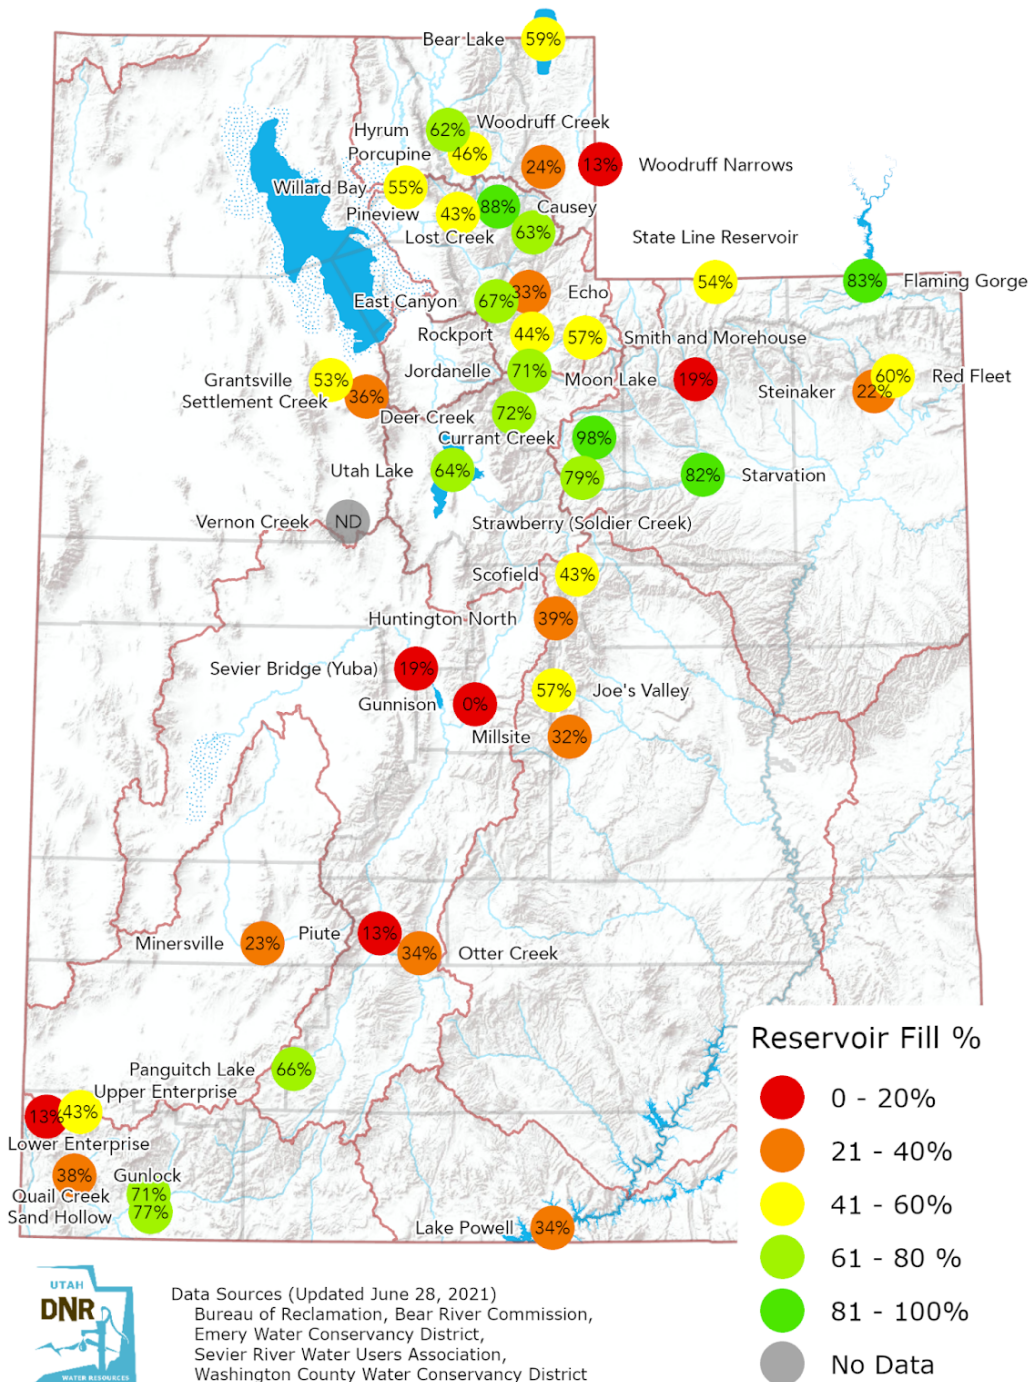 Bear Lake
59%
Woodruff Creek
Hyrum
62%
Porcupine
46%
24%
13%
Woodruff Narrows
Willard Bay
55%
88%
Causey
Pineview
43%
Lost Creek
63%
State Line Reservoir
54%
83%
Flaming Gorge
East Canyon
67%
33%
Echo
Rockport
44%
57%
Smith and Morehouse
Jordanelle
71%
Moon Lake
19%
Grantsville
53%
60%
Red Fleet
Steinaker
22%
Settlement Creek
36%
Deer Creek
72%
Currant Creek
98%
Utah Lake
64%
79%
82%
Starvation
Vernon Creek
ND
Strawberry (Soldier Creek)
Scofield
43%
Huntington North
39%
Sevier Bridge (Yuba)
19%
57%
Joe's Valley
Gunnison
0%
Millsite
32%
Minersville
23%
Piute
13%
34%
Otter Creek
Panguitch Lake
66%
Upper Enterprise
13%
43%
Lower Enterprise
38%
Gunlock
Quail Creek
71%
Sand Hollow
77%
Lake Powell
34%
Reservoir Fill %
0 - 20%
21 - 40%
41 - 60%
61 - 80 %
81 - 100%
No Data
UTAH
DNR
WATER RESOURCES
Data Sources (Updated June 28, 2021)
Bureau of Reclamation, Bear River Commission,
Emery Water Conservancy District,
Sevier River Water Users Association,
Washington County Water Conservancy District